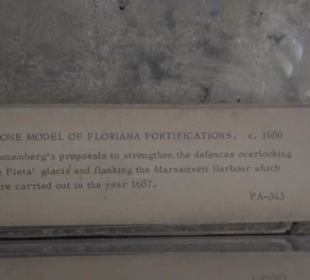 ONE MODEL OF FLORIANA FORTIFICATIONS. c. 1680
unemberg's proposals to strengthen the defences overlooking
e Pieta' glacis and flanking the Marsamxett Harbour which
re carried out in the year 1687.
PA-343